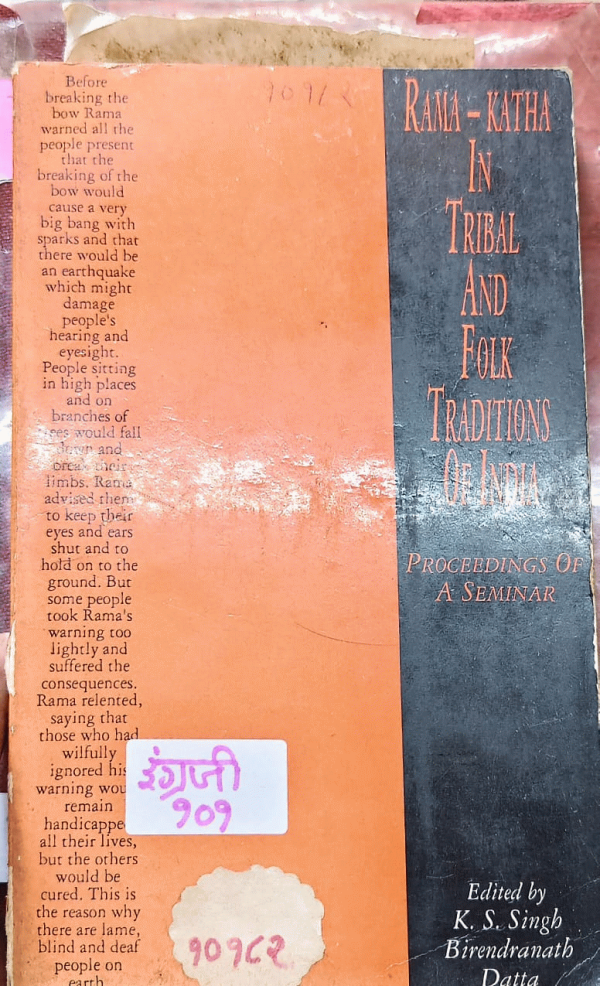 Before
breaking the
bow Rama
warned all the
people present
that the
breaking of the
bow would
cause a very
big bang with
sparks and that
there would be
an earthquake
which might
damage
people's
hearing and
eyesight.
People sitting
in high places
and on
branches of
would fall
down and
break their
limbs. Rama
advised them
to keep their
eyes and ears
shut and to
hold on to the
ground. But
some people
took Rama's
warning too
lightly and
suffered the
consequences.
Rama relented,
saying that
those who had
wilfully
ignored his
warning
remain
all their lives,
but the others
would be
cured. This is
the reason why
there are lame,
blind and deaf
people on
earth
९०९८२
RAMA – KATHA
IN
TRIBAL
AND
FOLK
TRADITIONS
OF INDIA
PROCEEDINGS OF
A SEMINAR
इंग्रजी
९०९
९०९८२
Edited by
K. S. Singh
Birendranath
Datta